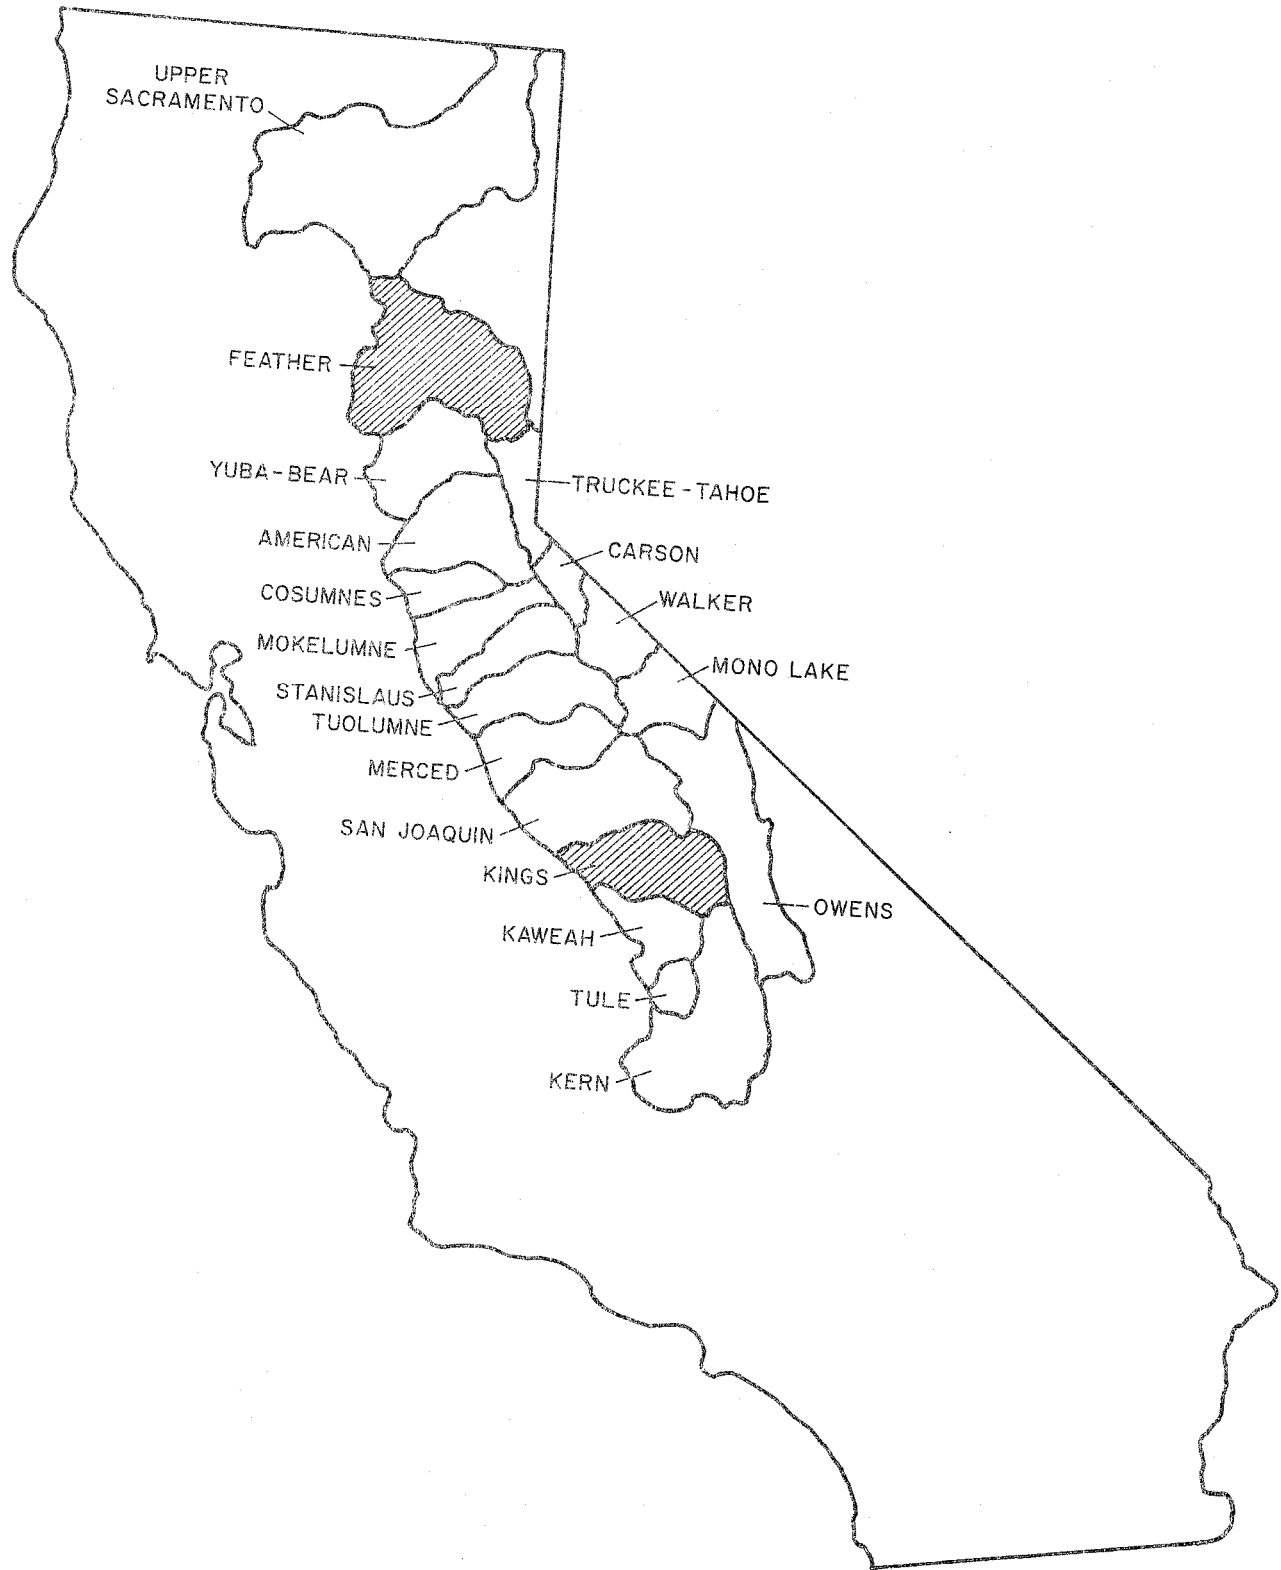 UPPER
SACRAMENTO
FEATHER
YUBA-BEAR
TRUCKEE-TAHOE
AMERICAN
CARSON
COSUMNES
WALKER
MOKELUMNE
MONO LAKE
STANISLAUS
TUOLUMNE
MERCED
SAN JOAQUIN
KINGS
OWENS
KAWEAH
TULE
KERN